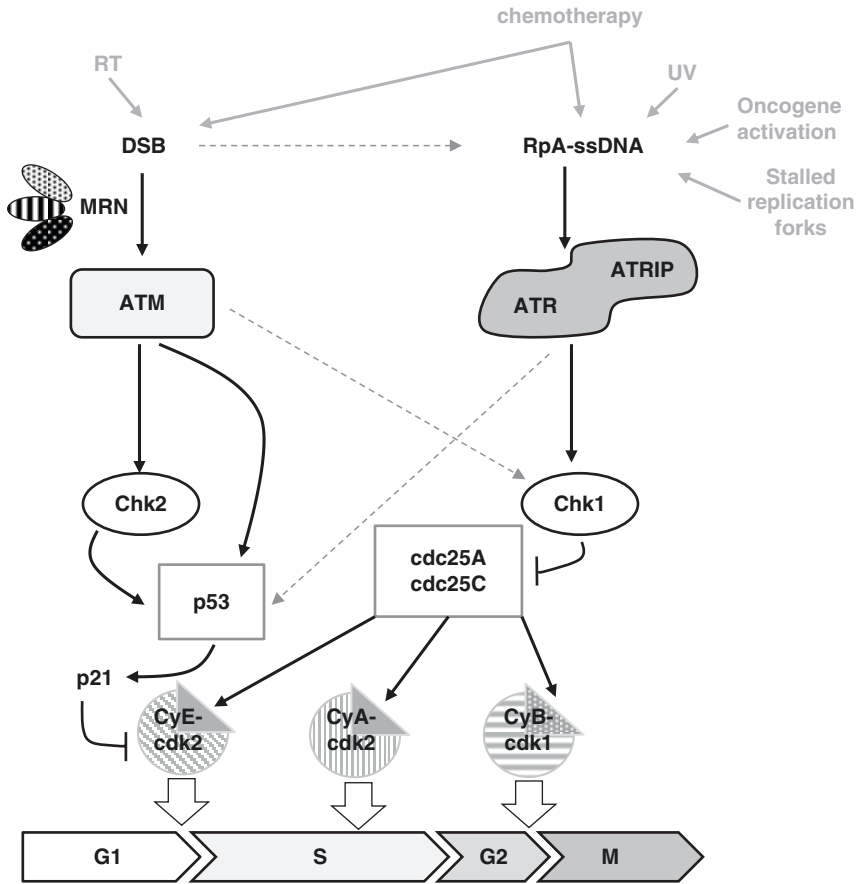 chemotherapy
RT
UV
Oncogene
activation
DSB
RpA-ssDNA
MRN
Stalled
replication
forks
ATM
ATRIP
ATR
Chk2
Chk1
cdc25A
cdc25C
p53
p21
CyE-
cdk2
CyA-
cdk2
CyB-
cdk1
G1
S
G2
M